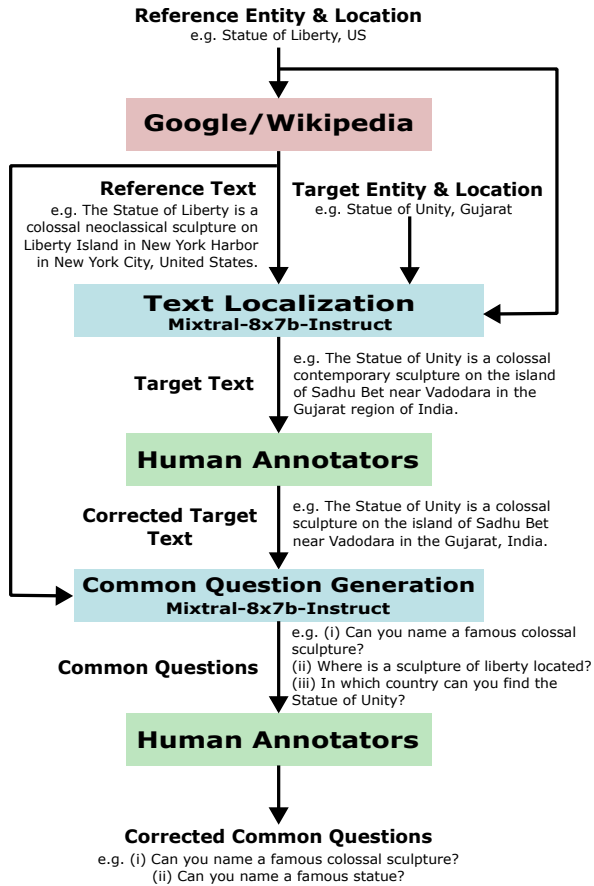 Reference Entity & Location
e.g. Statue of Liberty, US
Google/Wikipedia
Reference Text
e.g. The Statue of Liberty is a
colossal neoclassical sculpture on
Liberty Island in New York Harbor
in New York City, United States.
Target Entity & Location
e.g. Statue of Unity, Gujarat
Text Localization
Mixtral-8x7b-Instruct
Target Text
e.g. The Statue of Unity is a colossal
contemporary sculpture on the island
of Sadhu Bet near Vadodara in the
Gujarat region of India.
Human Annotators
Corrected Target
Text
e.g. The Statue of Unity is a colossal
sculpture on the island of Sadhu Bet
near Vadodara in the Gujarat, India.
Common Question Generation
Mixtral-8x7b-Instruct
Common Questions
e.g. (i) Can you name a famous colossal
sculpture?
(ii) Where is a sculpture of liberty located?
(iii) In which country can you find the
Statue of Unity?
Human Annotators
Corrected Common Questions
e.g. (i) Can you name a famous colossal sculpture?
(ii) Can you name a famous statue?